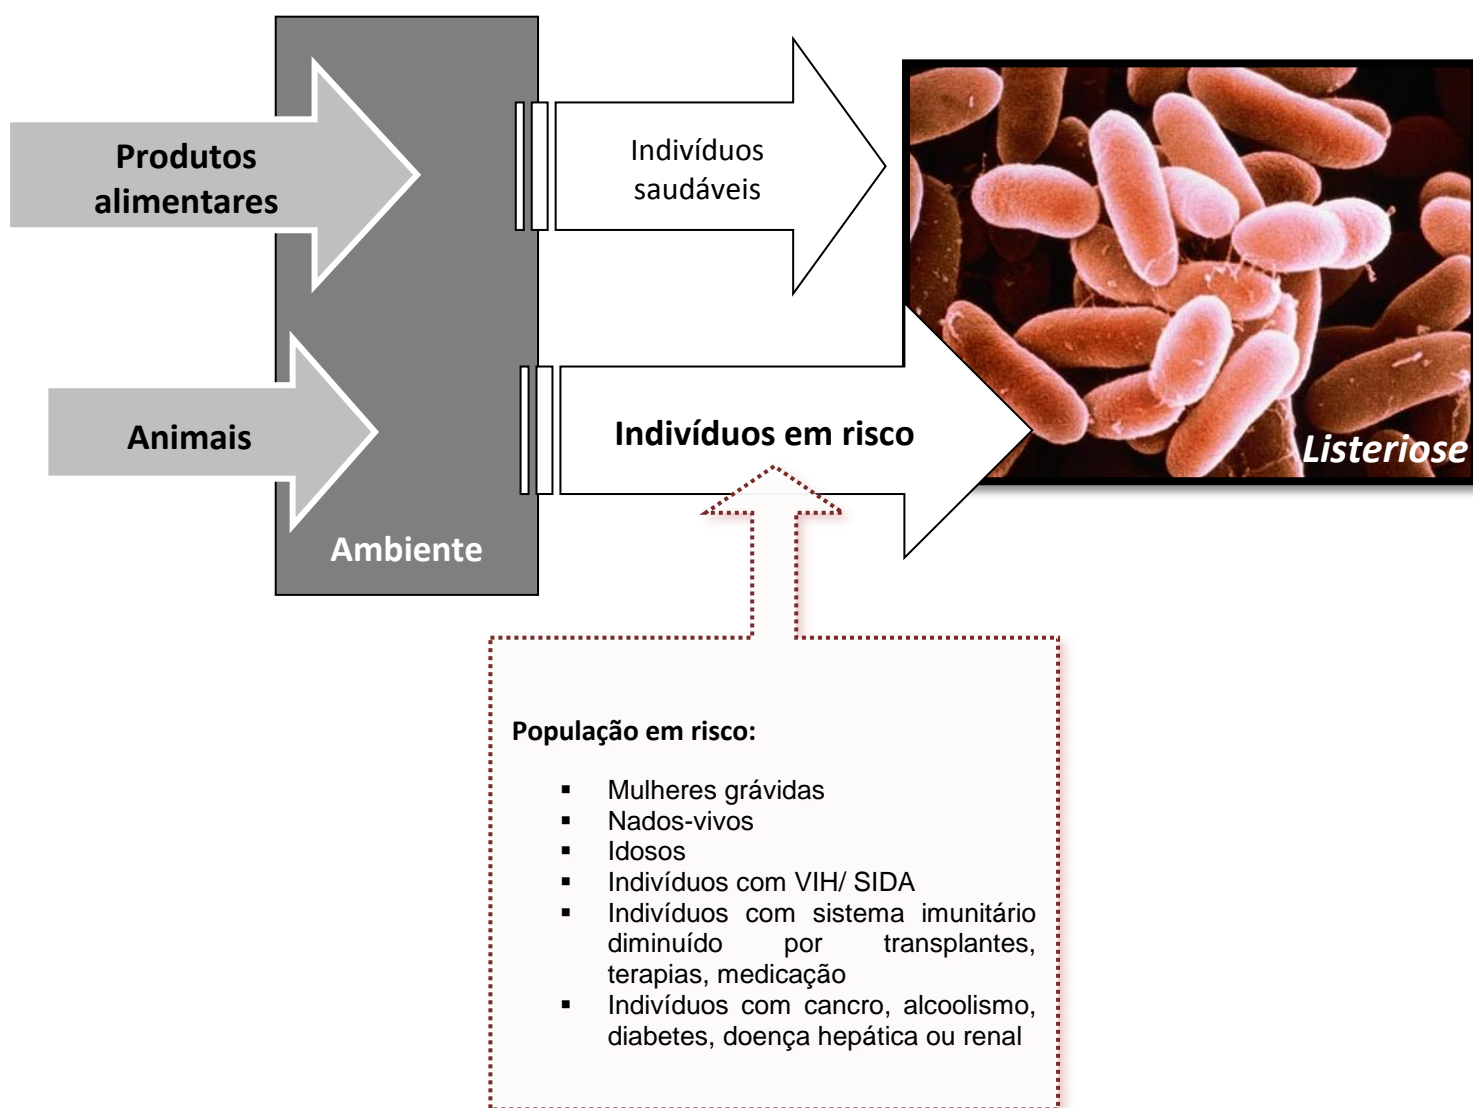 Produtos
alimentares
Indivíduos
saudáveis
Animais
Indivíduos em risco
Listeriose
Ambiente
População em risco:
▪ Mulheres grávidas
▪ Nados-vivos
▪ Idosos
▪ Indivíduos com VIH/ SIDA
▪ Indivíduos com sistema imunitário
diminuído por transplantes,
terapias, medicação
▪ Indivíduos com cancro, alcoolismo,
diabetes, doença hepática ou renal